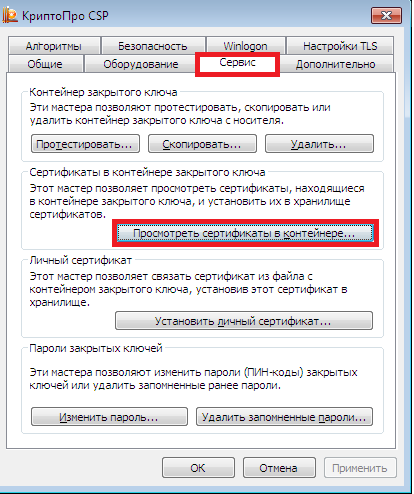 КриптоПро CSP
Алгоритмы Безопасность Winlogon Настройки TLS
Общие Оборудование Сервис Дополнительно
Контейнер закрытого ключа
Эти мастера позволяют протестировать, скопировать или
удалить контейнер закрытого ключа с носителя.
Протестировать... Скопировать... Удалить...
Сертификаты в контейнере закрытого ключа
Этот мастер позволяет просмотреть сертификаты, находящиеся
в контейнере закрытого ключа, и установить их в хранилище
сертификатов.
Просмотреть сертификаты в контейнере...
Личный сертификат
Этот мастер позволяет связать сертификат из файла с
контейнером закрытого ключа, установив этот сертификат в
хранилище.
Установить личный сертификат...
Пароли закрытых ключей
Эти мастера позволяют изменить пароли (ПИН-коды) закрытых
ключей или удалить запомненные ранее пароли.
Изменить пароль... Удалить запомненные пароли...
ОК Отмена Применить